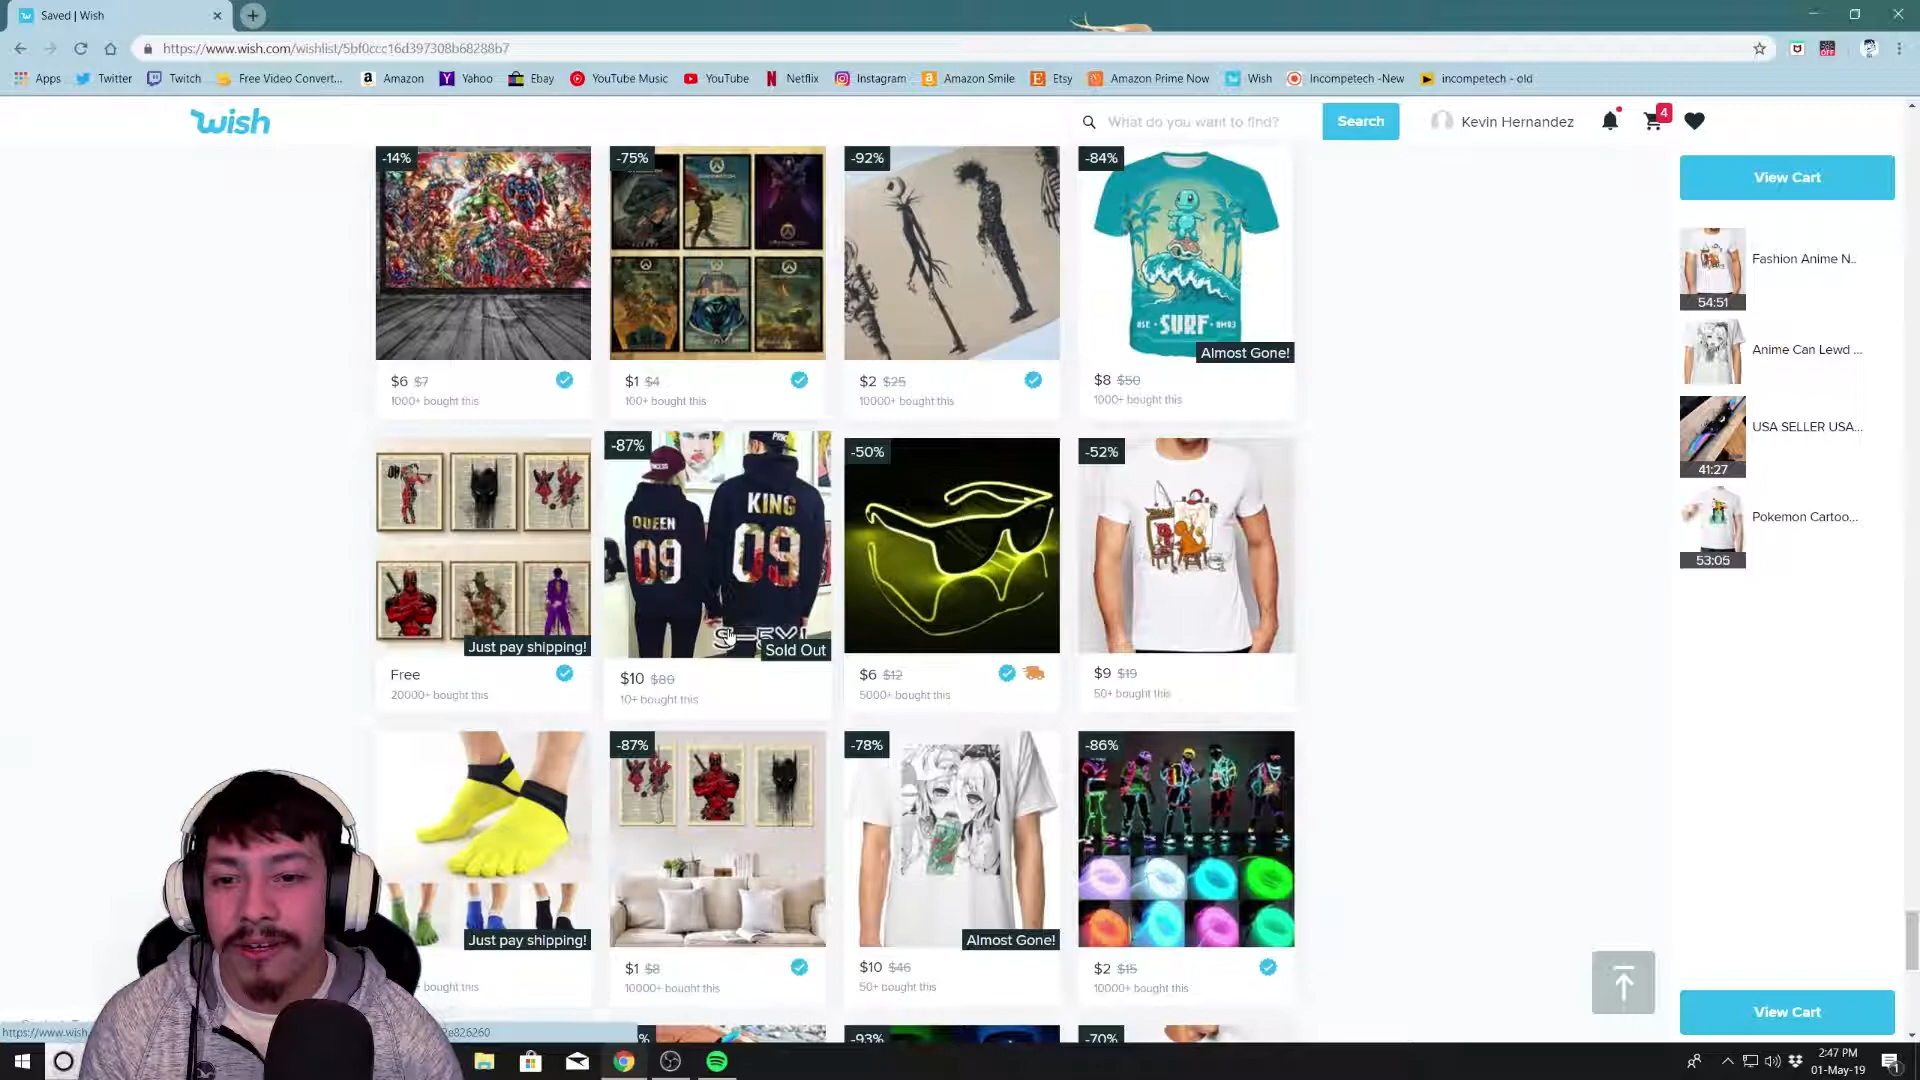 Saved | Wish
https://www.wish.com/wishlist/5bf0ccc16d397308b68288b7
Apps Twitter Twitch Free Video Convert... Amazon Yahoo Ebay YouTube Music YouTube Netflix Instagram Amazon Smile Etsy Amazon Prime Now Wish Incompetech -New incompetech - old
wish
What do you want to find?
Search
Kevin Hernandez
4
View Cart
-14%
-75%
-92%
-84%
SURF
Almost Gone!
$6 $7
1000+ bought this
$1 $4
100+ bought this
$2 $25
10000+ bought this
$8 $50
1000+ bought this
Just pay shipping!
Free
20000+ bought this
-87%
QUEEN
09
KING
09
Sold Out
$10 $80
10+ bought this
-50%
$6 $12
5000+ bought this
-52%
$9 $19
50+ bought this
Just pay shipping!
bought this
-87%
$1 $8
10000+ bought this
-78%
Almost Gone!
$10 $46
50+ bought this
-86%
$2 $15
10000+ bought this
-93%
-70%
Fashion Anime N..
54:51
Anime Can Lewd ...
USA SELLER USA...
41:27
Pokemon Cartoo...
53:05
View Cart
https://www.wish.
e826260
2:47 PM
01-May-19
1